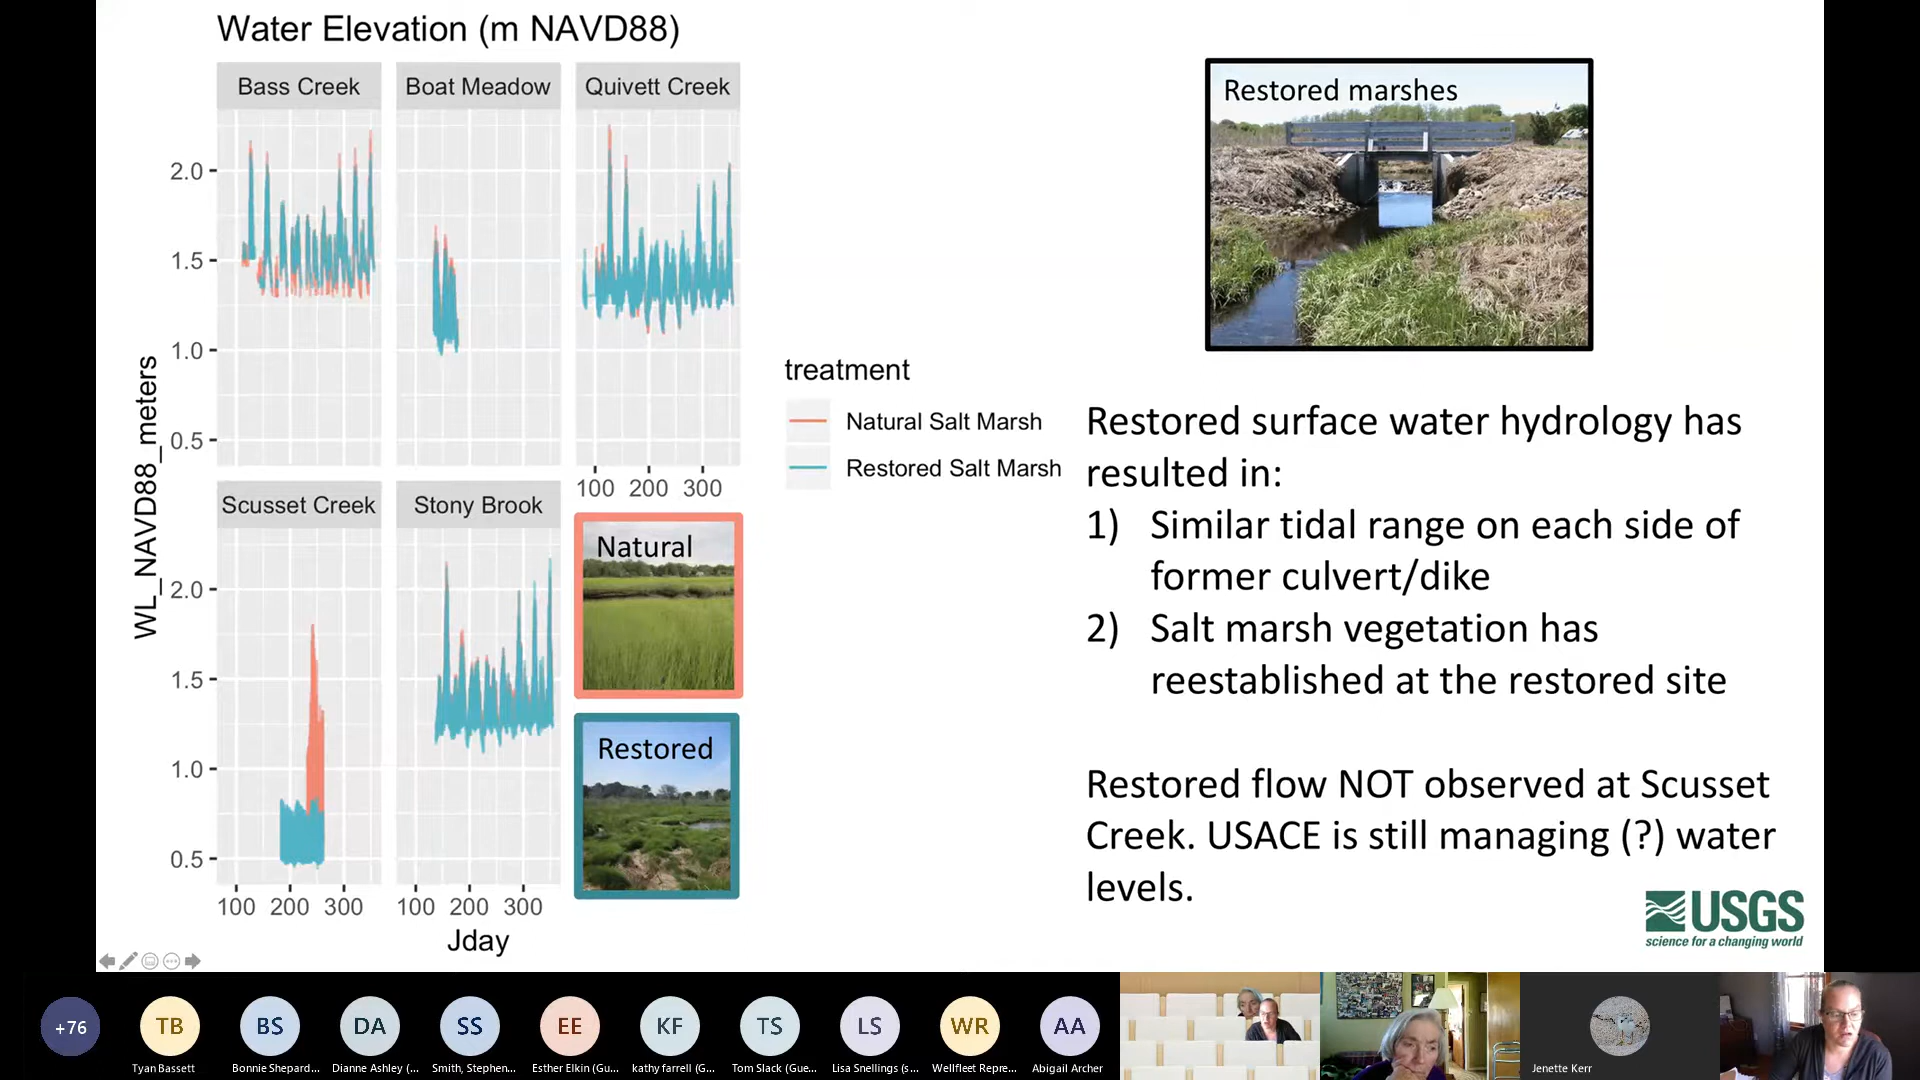 Water Elevation (m NAVD88)
Bass Creek
Boat Meadow
Quivett Creek
2.0
1.5
1.0
0.5
100 200 300
WL_NAVD88_meters
Scusset Creek
Stony Brook
2.0
1.5
1.0
0.5
100 200 300
100 200 300
Jday
Natural
Restored
treatment
Natural Salt Marsh
Restored Salt Marsh
Restored marshes
Restored surface water hydrology has
resulted in:
1) Similar tidal range on each side of
former culvert/dike
2) Salt marsh vegetation has
reestablished at the restored site
Restored flow NOT observed at Scusset
Creek. USACE is still managing (?) water
levels.
USGS
science for a changing world
+76
TB
BS
DA
SS
EE
KF
TS
LS
WR
AA
Tyan Bassett
Bonnie Shepard...
Dianne Ashley (...
Smith, Stephen...
Esther Elkin (Gu...
kathy farrell (G...
Tom Slack (Gue...
Lisa Snellings (s...
Wellfleet Repre...
Abigail Archer
Jenette Kerr